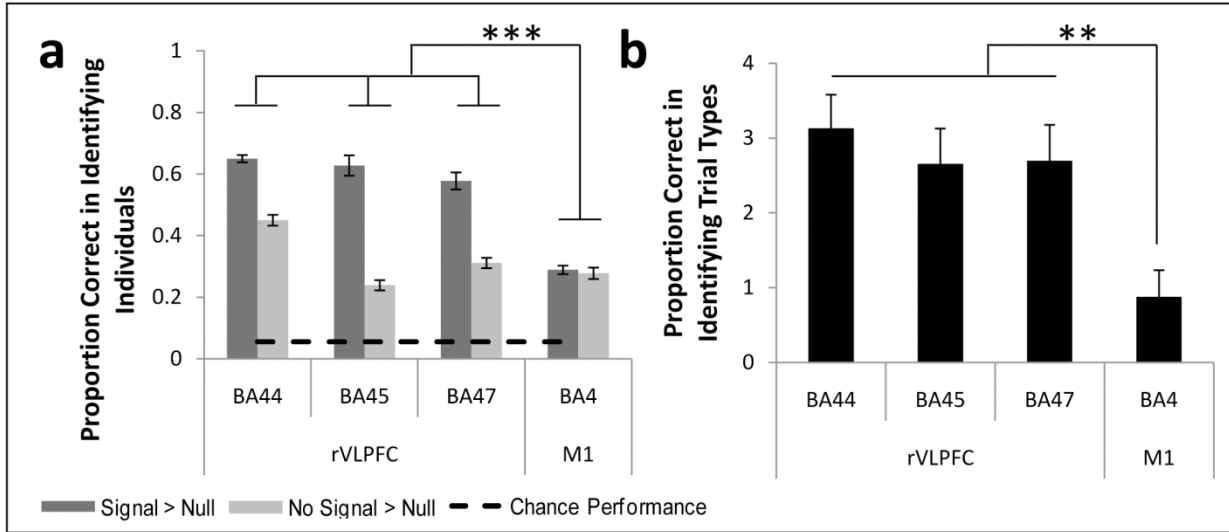 a
Proportion Correct in Identifying
Individuals
1
0.8
0.6
0.4
0.2
0
***
BA44 BA45 BA47 BA4
rVLPFC M1
Signal > Null No Signal > Null Chance Performance
b
Proportion Correct in
Identifying Trial Types
4
3
2
1
0
**
BA44 BA45 BA47 BA4
rVLPFC M1